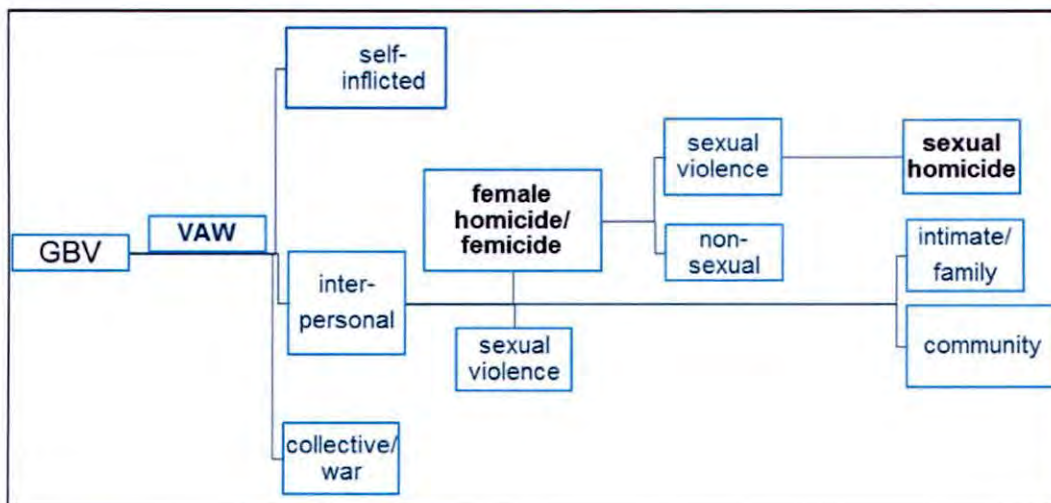 GBV
VAW
self-
inflicted
inter-
personal
collective/
war
female
homicide/
femicide
sexual
violence
sexual
violence
non-
sexual
sexual
homicide
intimate/
family
community